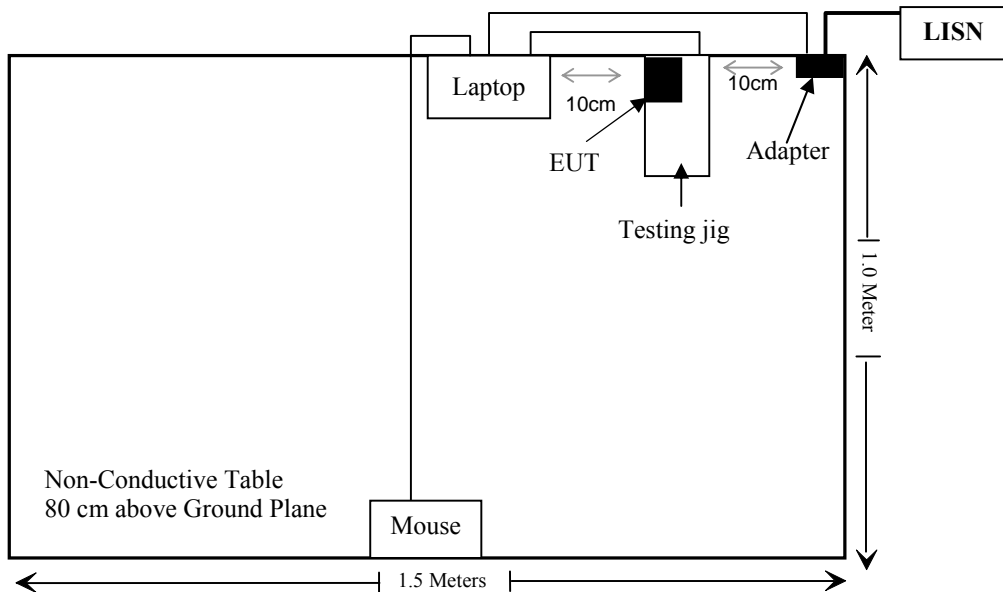 LISN
Laptop
10cm
10cm
EUT
Adapter
Testing jig
1.0 Meter
Non-Conductive Table
80 cm above Ground Plane
Mouse
1.5 Meters